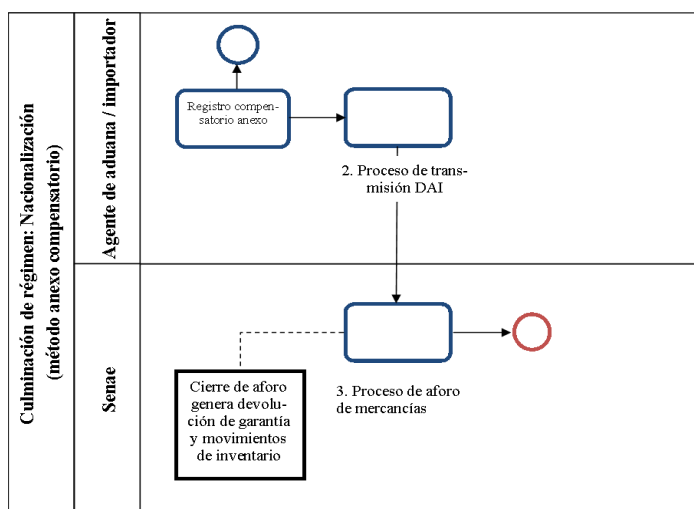 Culminación de régimen: Nacionalización
(método anexo compensatorio)
Agente de aduana / importador
Registro compen-
satorio anexo
2. Proceso de trans-
misión DAI
Senae
Cierre de aforo
genera devolu-
ción de garantía
y movimientos
de inventario
3. Proceso de aforo
de mercancías